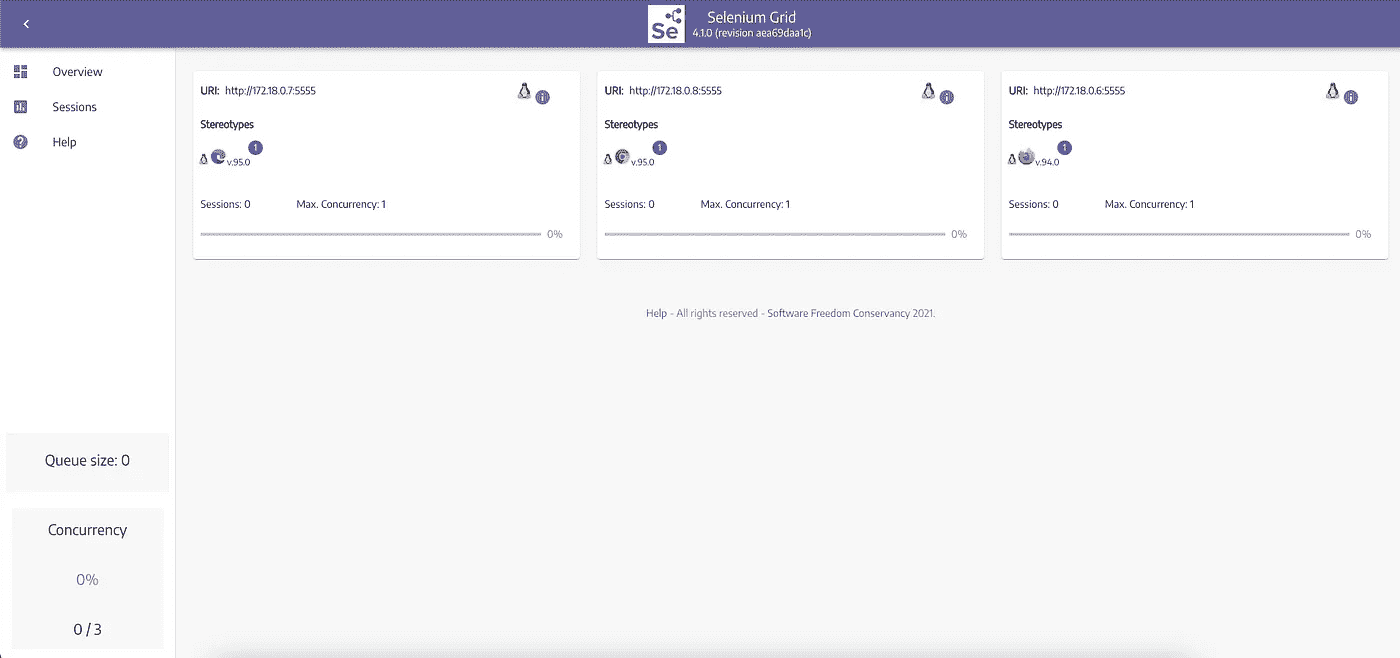 Se
Selenium Grid
4.1.0 (revision aea69daa1c)
Overview
Sessions
Help
Queue size: 0
Concurrency
0%
0 / 3
URI: http://172.18.0.7:5555
Stereotypes
1
v.95.0
Sessions: 0 Max. Concurrency: 1
0%
URI: http://172.18.0.8:5555
Stereotypes
1
v.95.0
Sessions: 0 Max. Concurrency: 1
0%
URI: http://172.18.0.6:5555
Stereotypes
1
v.94.0
Sessions: 0 Max. Concurrency: 1
0%
Help - All rights reserved - Software Freedom Conservancy 2021.